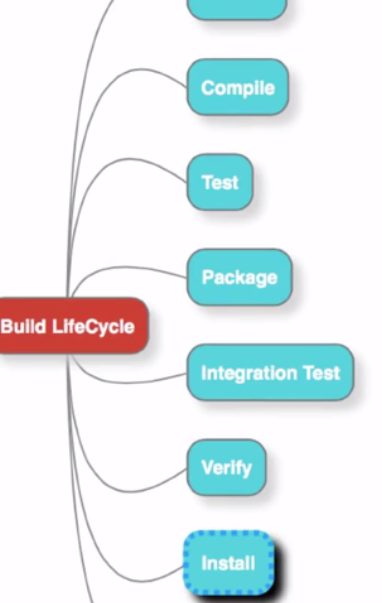 Compile
Test
Package
Build LifeCycle
Integration Test
Verify
Install